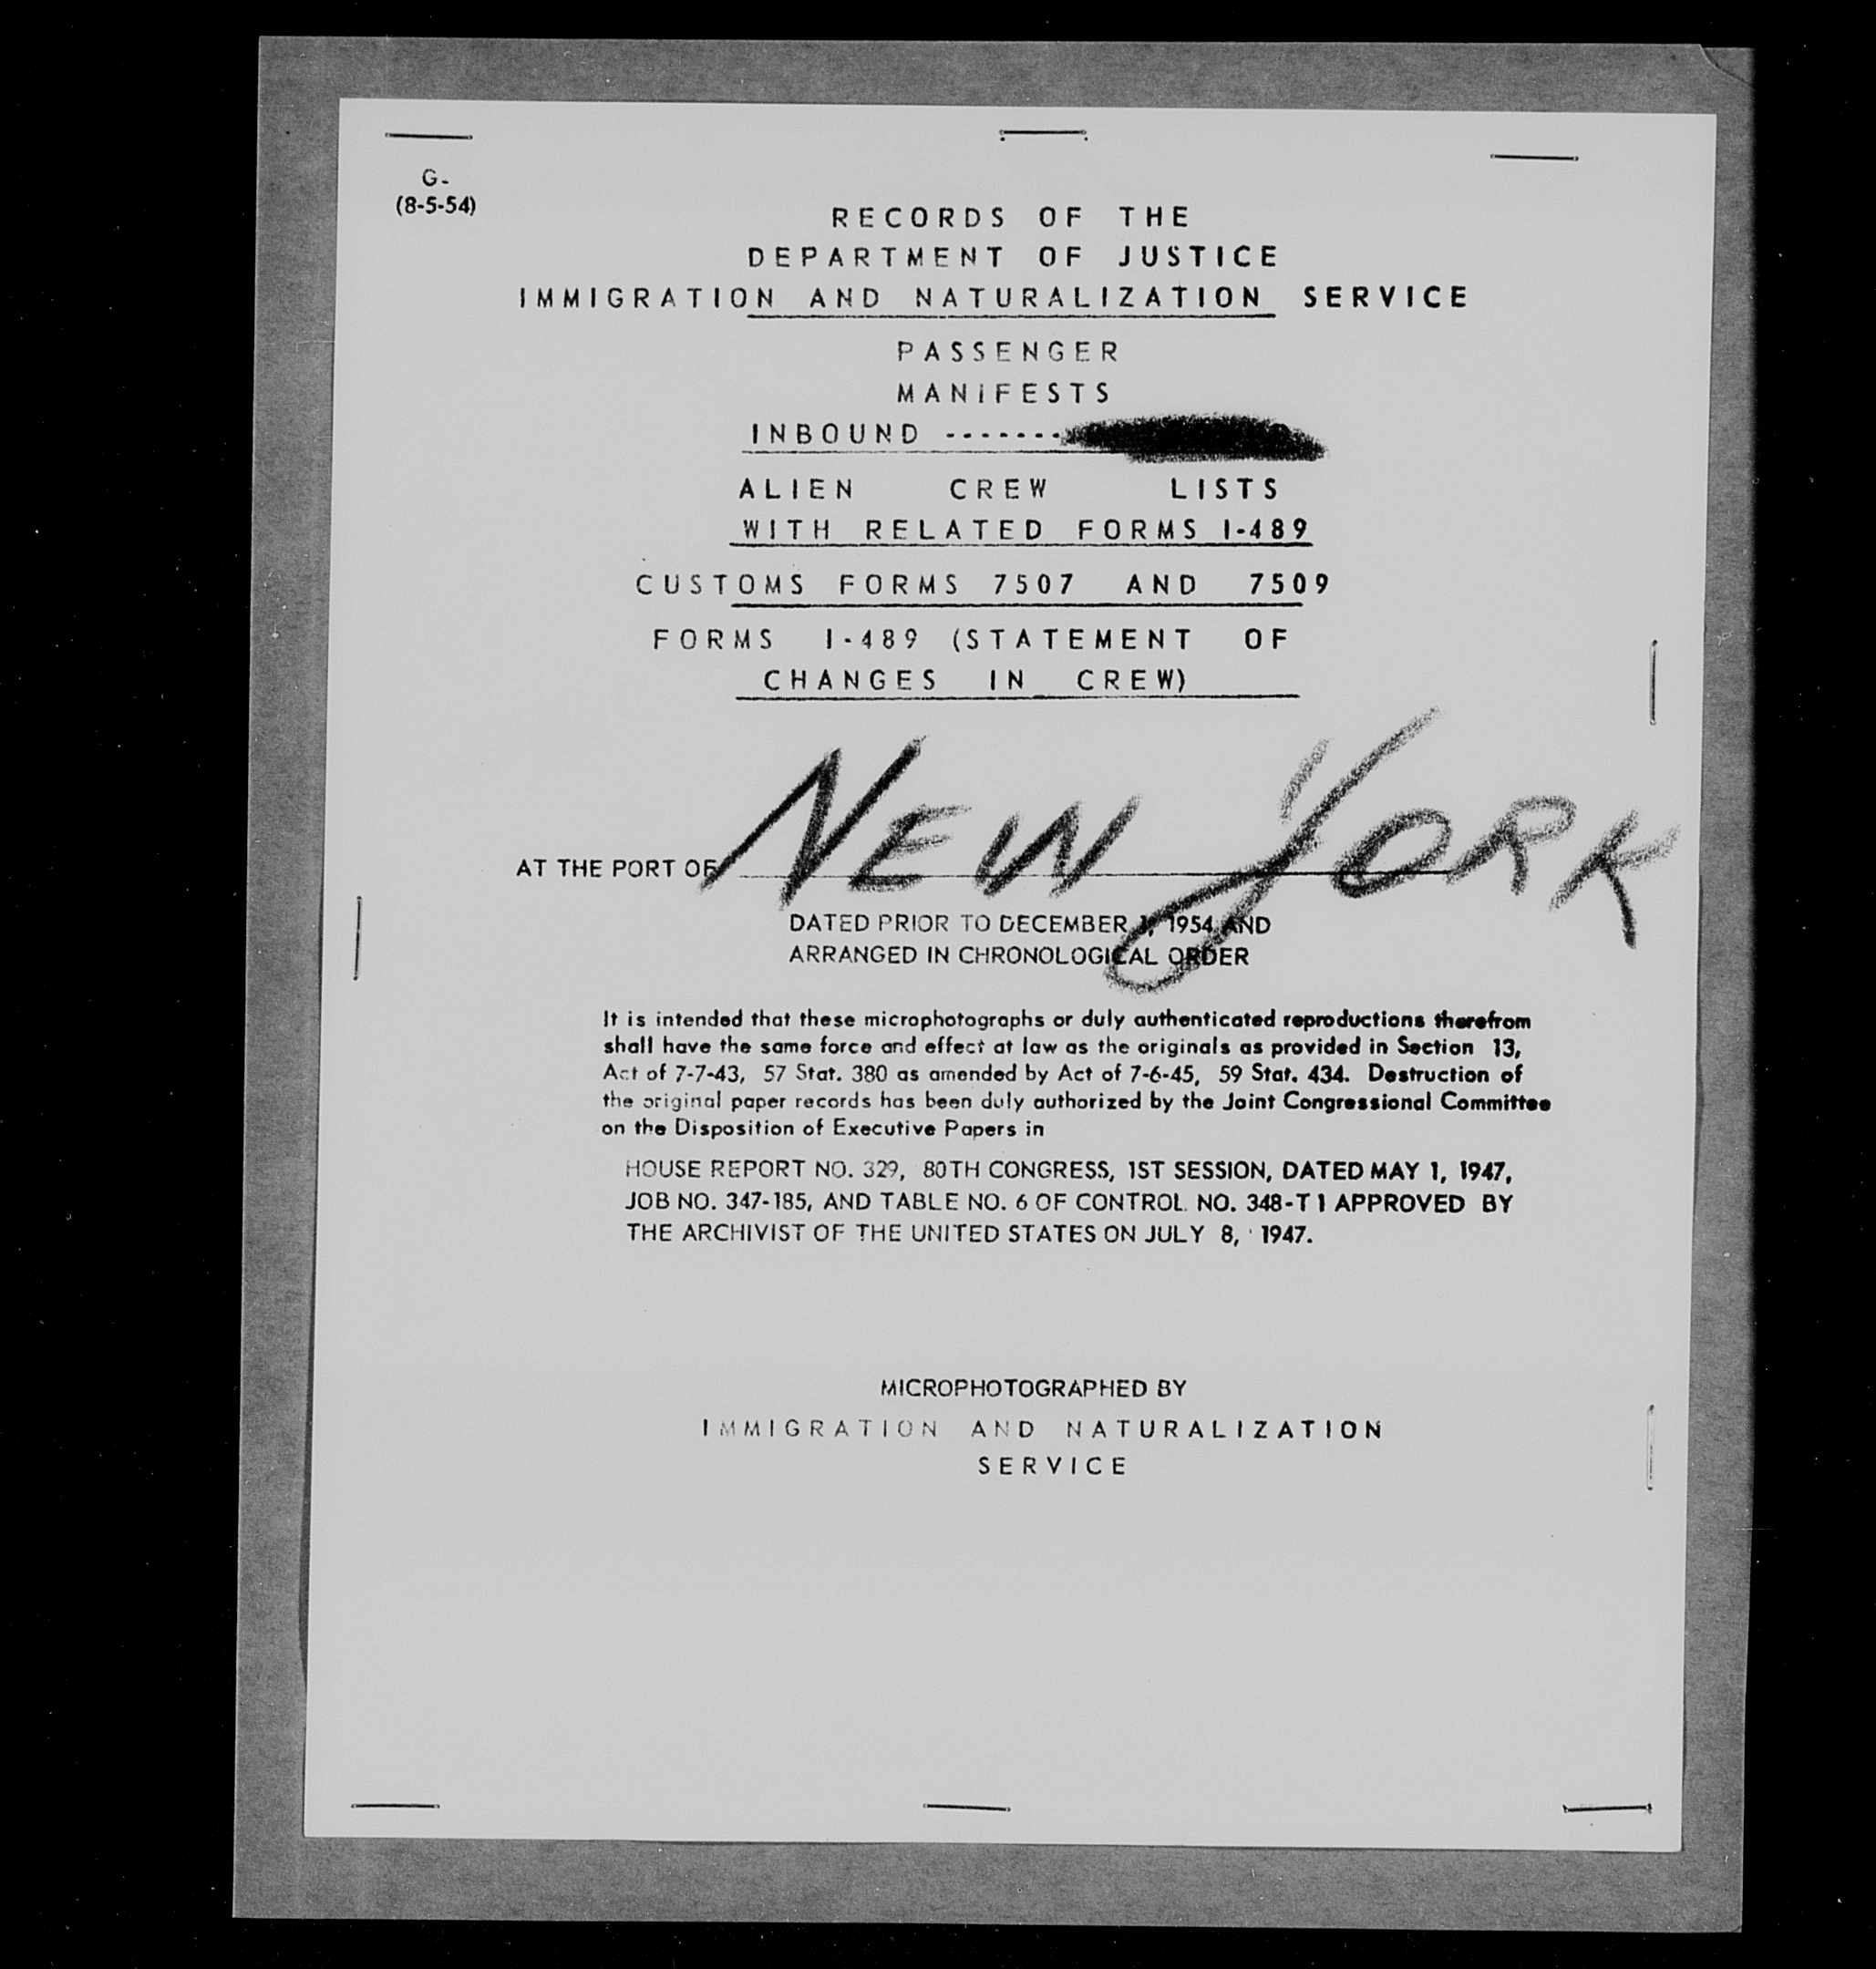 G-
(8-5-54)
RECORDS OF THE
DEPARTMENT OF JUSTICE
IMMIGRATION AND NATURALIZATION SERVICE
PASSENGER
MANIFESTS
INBOUND -------
ALIEN CREW LISTS
WITH RELATED FORMS I-489
CUSTOMS FORMS 7507 AND 7509
FORMS I-489 (STATEMENT OF
CHANGES IN CREW)
AT THE PORT OF NEW YORK
DATED PRIOR TO DECEMBER 1, 1954 AND
ARRANGED IN CHRONOLOGICAL ORDER
It is intended that these microphotographs or duly authenticated reproductions therefrom
shall have the same force and effect at law as the originals as provided in Section 13,
Act of 7-7-43, 57 Stat. 380 as amended by Act of 7-6-45, 59 Stat. 434. Destruction of
the original paper records has been duly authorized by the Joint Congressional Committee
on the Disposition of Executive Papers in
HOUSE REPORT NO. 329, 80TH CONGRESS, 1ST SESSION, DATED MAY 1, 1947,
JOB NO. 347-185, AND TABLE NO. 6 OF CONTROL NO. 348-T1 APPROVED BY
THE ARCHIVIST OF THE UNITED STATES ON JULY 8, 1947.
MICROPHOTOGRAPHED BY
IMMIGRATION AND NATURALIZATION
SERVICE